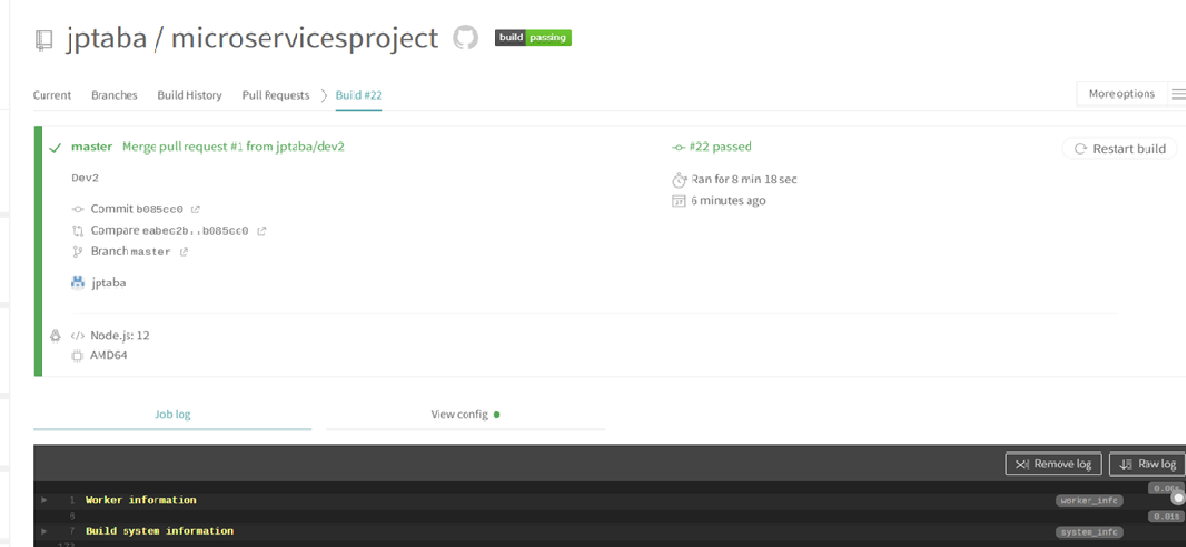 jptaba / microservicesproject build passing
Current Branches Build History Pull Requests Build #22 More options
master Merge pull request #1 from jptaba/dev2 #22 passed Restart build
Dev2 Ran for 8 min 18 sec
Commit b085cc0 6 minutes ago
Compare eabec2b..b085cc0
Branch master
jptaba
</> Node.js: 12
AMD64
Job log View config
Remove log Raw log
0.06s
1 Worker information worker_info
6 0.01s
7 Build system information system_info